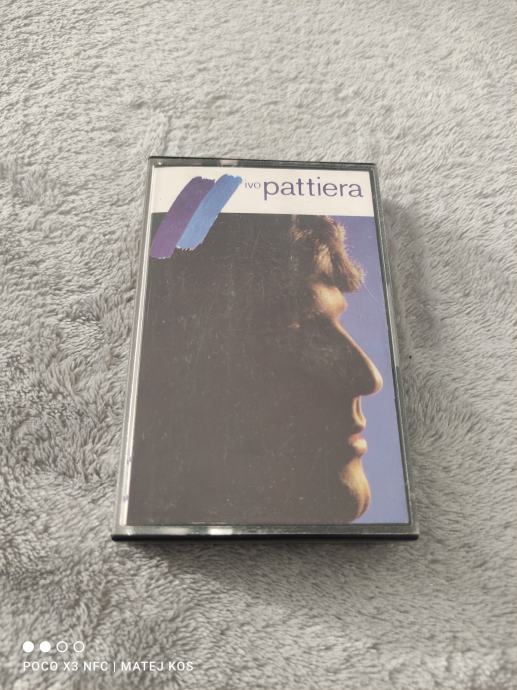 ivo pattiera
POCO X3 NFC | MATEJ KOS